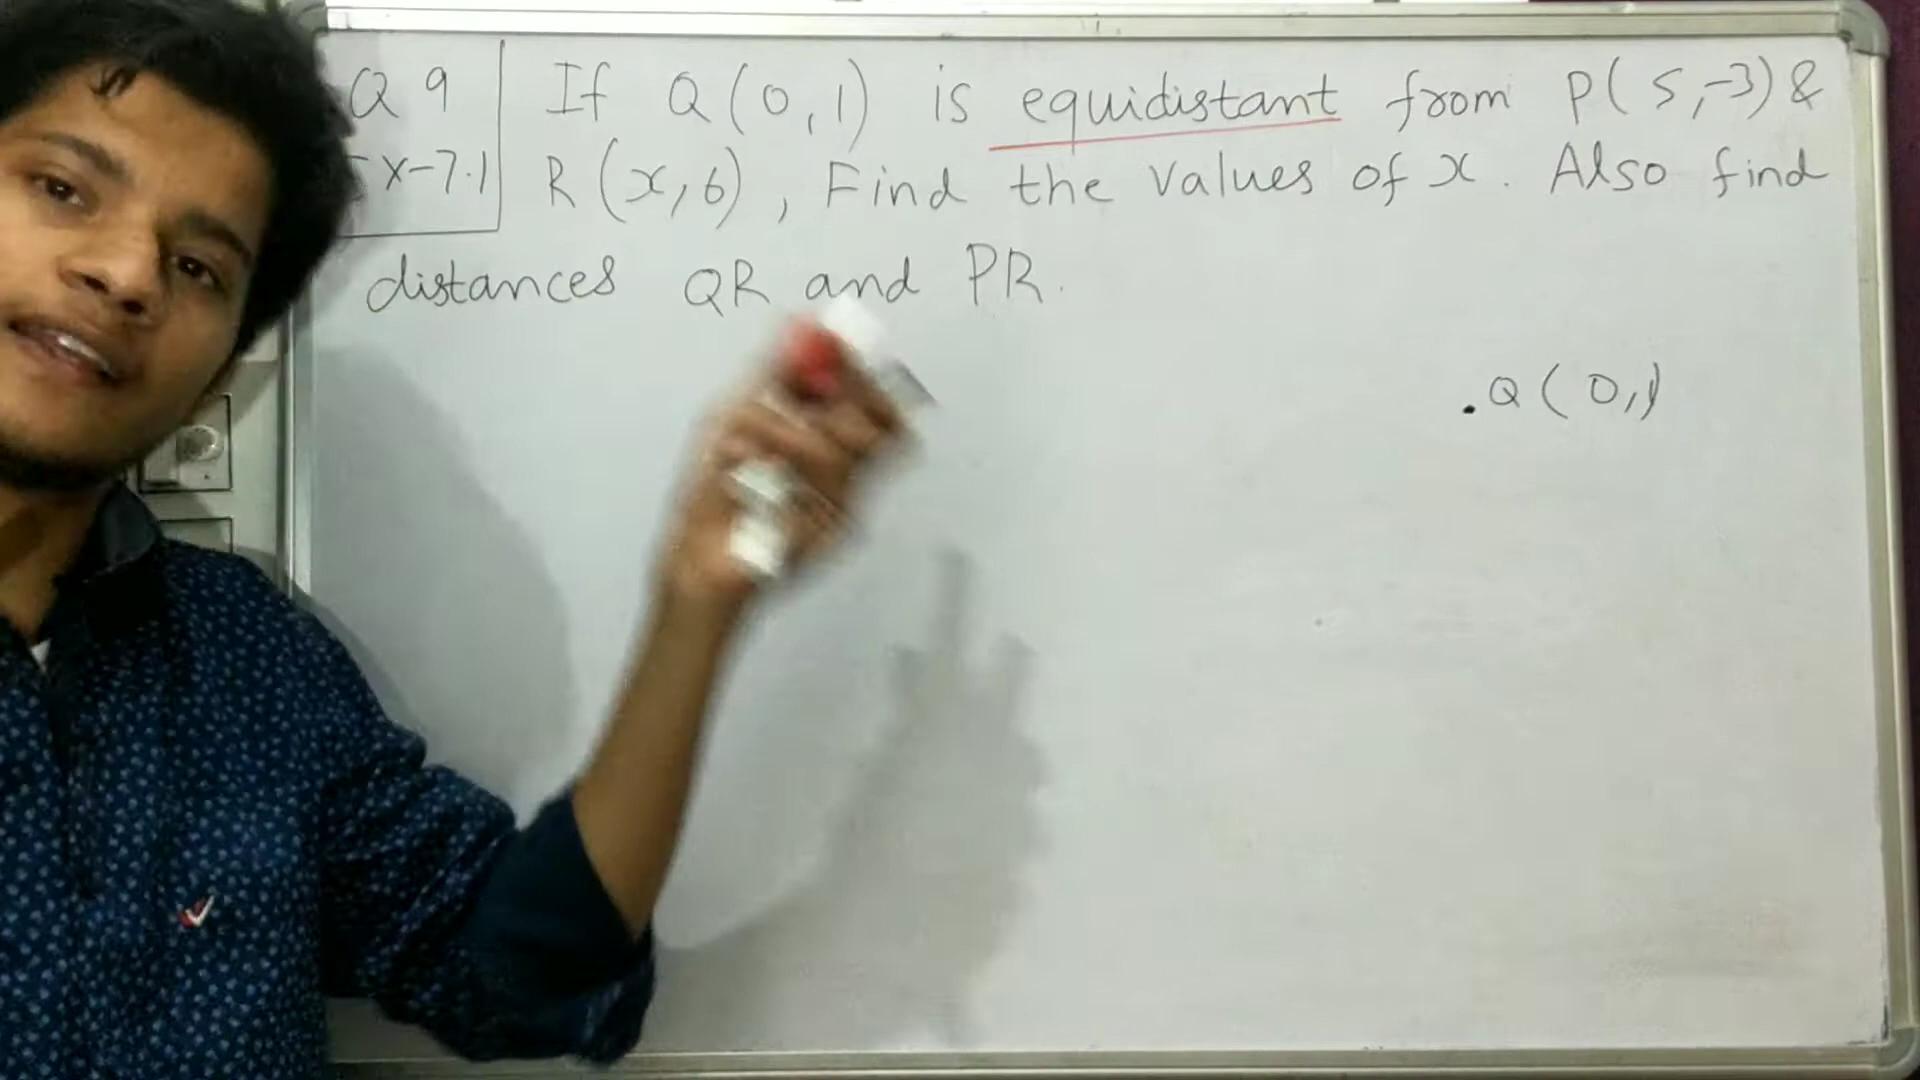 Q 9 If Q(0,1) is equidistant from P(5,-3) &
Ex-7.1 R(x,6), Find the values of x. Also find
distances QR and PR.
.Q(0,1)